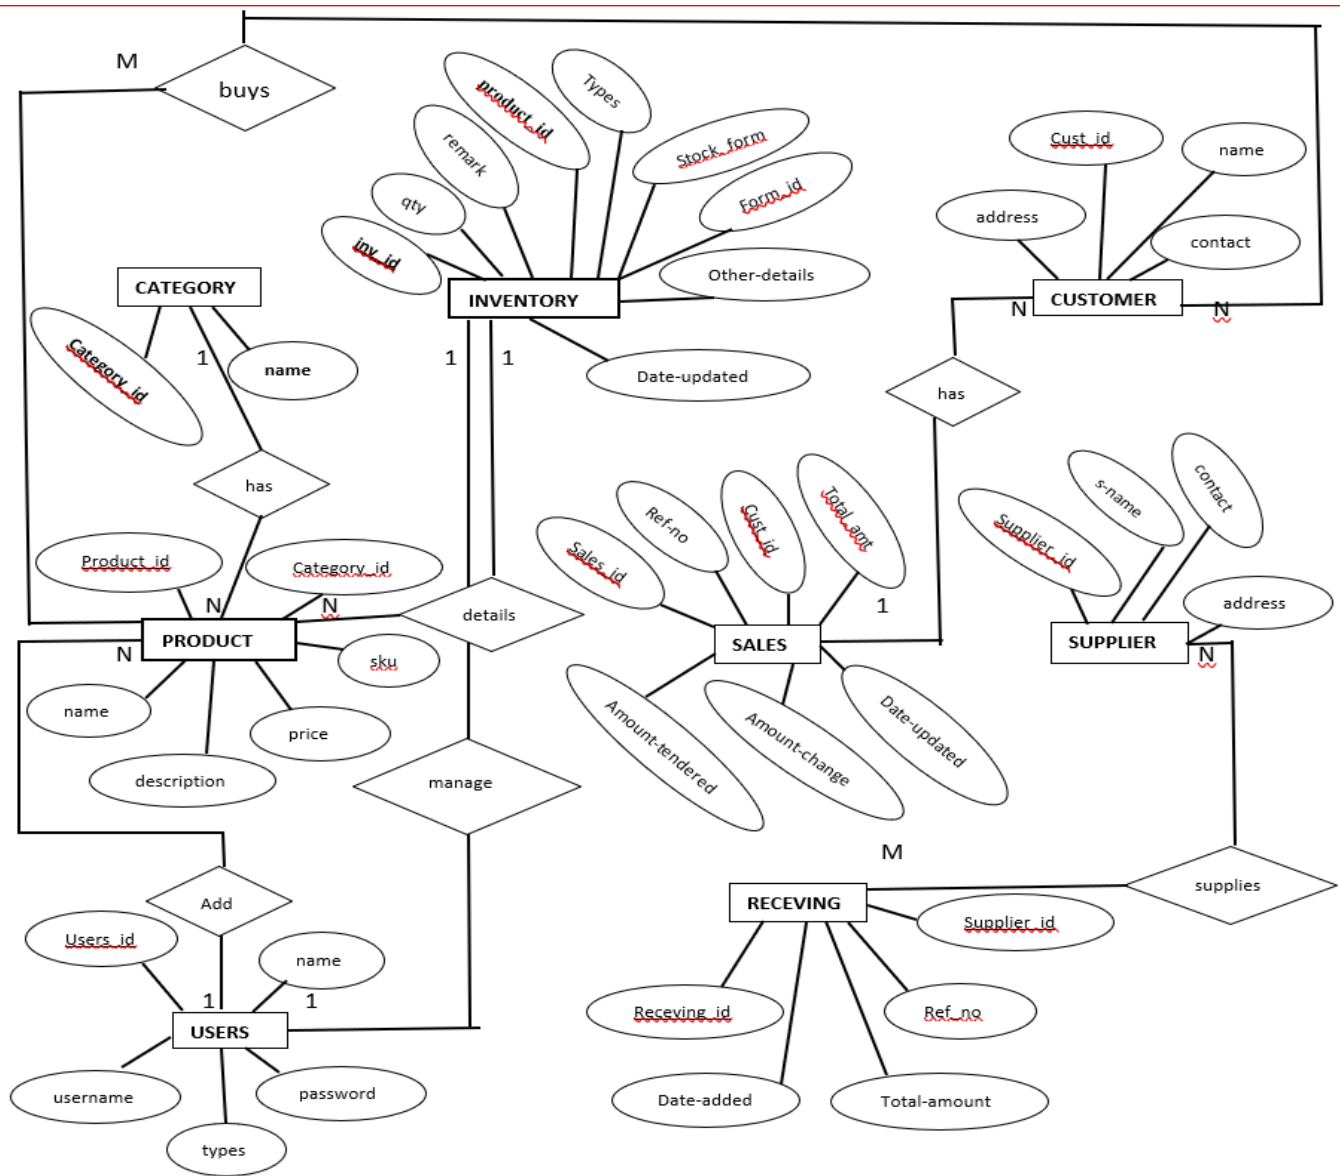 M
buys
product_id
Types
remark
Stock_form
Cust_id
name
qty
Form_id
address
inv_id
contact
Other-details
CATEGORY
INVENTORY
CUSTOMER
N
N
Category_id
1
name
1
1
Date-updated
has
has
s-name
contact
Total_amt
Ref-no
Cust_id
Supplier_id
Product_id
Category_id
Sales_id
N
N
1
address
PRODUCT
details
SALES
SUPPLIER
N
N
sku
name
price
Amount-tendered
Amount-change
Date-updated
description
manage
M
supplies
Add
RECEVING
Supplier_id
Users_id
name
1
1
Receving_id
Ref_no
USERS
username
password
Date-added
Total-amount
types